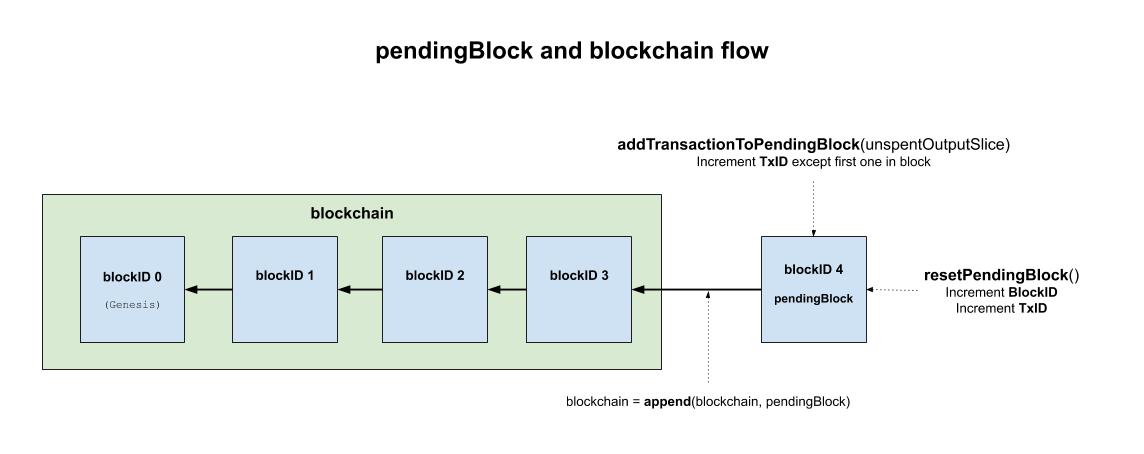 pendingBlock and blockchain flow
addTransactionToPendingBlock(unspentOutputSlice)
Increment TxID except first one in block
blockchain
blockID 0
(Genesis)
blockID 1
blockID 2
blockID 3
blockID 4
pendingBlock
resetPendingBlock()
Increment BlockID
Increment TxID
blockchain = append(blockchain, pendingBlock)